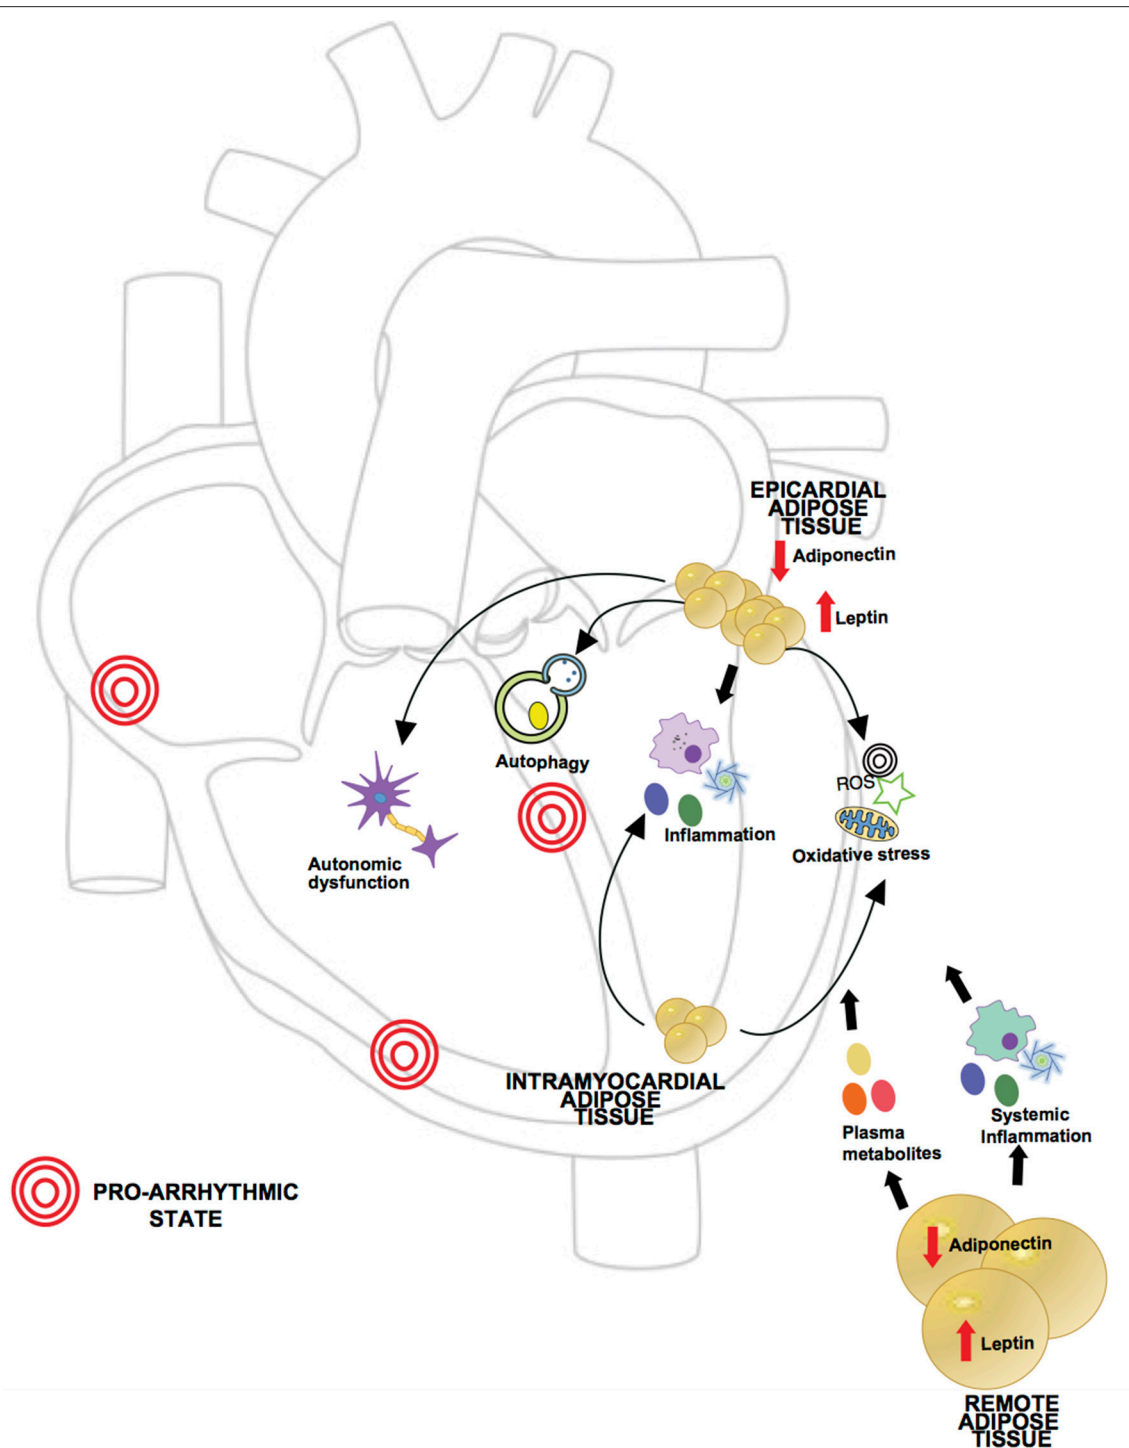 EPICARDIAL
ADIPOSE
TISSUE
Adiponectin
Leptin
Autophagy
ROS
Inflammation
Oxidative stress
Autonomic
dysfunction
INTRAMYOCARDIAL
ADIPOSE
TISSUE
Plasma
metabolites
Systemic
Inflammation
PRO-ARRHYTHMIC
STATE
Adiponectin
Leptin
REMOTE
ADIPOSE
TISSUE